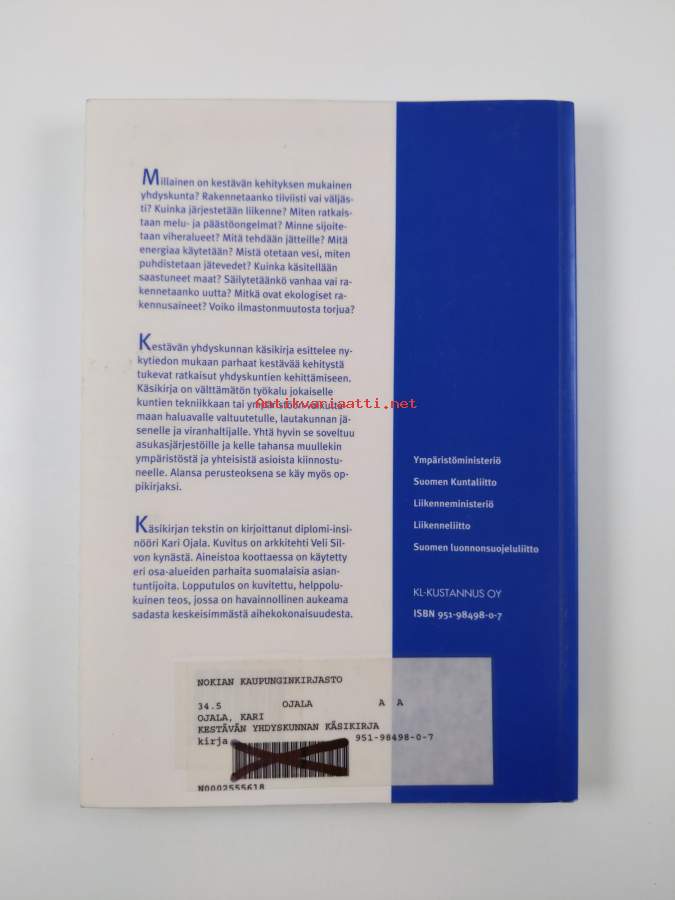 Millainen on kestävän kehityksen mukainen
yhdyskunta? Rakennetaanko tiiviisti vai väljäs-
ti? Kuinka järjestetään liikenne? Miten ratkais-
taan melu- ja päästöongelmat? Minne sijoite-
taan viheralueet? Mitä tehdään jätteille? Mitä
energiaa käytetään? Mistä otetaan vesi, miten
puhdistetaan jätevedet? Kuinka käsitellään
saastuneet maat? Säilytetäänkö vanhaa vai ra-
kennetaanko uutta? Mitkä ovat ekologiset ra-
kennusaineet? Voiko ilmastonmuutosta torjua?
Kestävän yhdyskunnan käsikirja esittelee ny-
kytiedon mukaan parhaat kestävää kehitystä
tukevat ratkaisut yhdyskuntien kehittämiseen.
Käsikirja on välttämätön työkalu jokaiselle
kuntien tekniikkaan tai ympäristöön vaikutta-
maan haluavalle valtuutetulle, lautakunnan jä-
senelle ja viranhaltijalle. Yhtä hyvin se soveltuu
asukasjärjestöille ja kelle tahansa muullekin
ympäristöstä ja yhteisistä asioista kiinnostu-
neelle. Alansa perusteoksena se käy myös op-
pikirjaksi.
Käsikirjan tekstin on kirjoittanut diplomi-insi-
nööri Kari Ojala. Kuvitus on arkkitehti Veli Sil-
von kynästä. Aineistoa koottaessa on käytetty
eri osa-alueiden parhaita suomalaisia asian-
tuntijoita. Lopputulos on kuvitettu, helppolu-
kuinen teos, jossa on havainnollinen aukeama
sadasta keskeisimmästä aihekokonaisuudesta.
Antikvariaatti.net
Ympäristöministeriö
Suomen Kuntaliitto
Liikenneministeriö
Liikenneliitto
Suomen luonnonsuojeluliitto
KL-KUSTANNUS OY
ISBN 951-98498-0-7
NOKIAN KAUPUNGINKIRJASTO
34.5 OJALA A A
OJALA, KARI
KESTÄVÄN YHDYSKUNNAN KÄSIKIRJA
kirja 951-98498-0-7
N0002555618